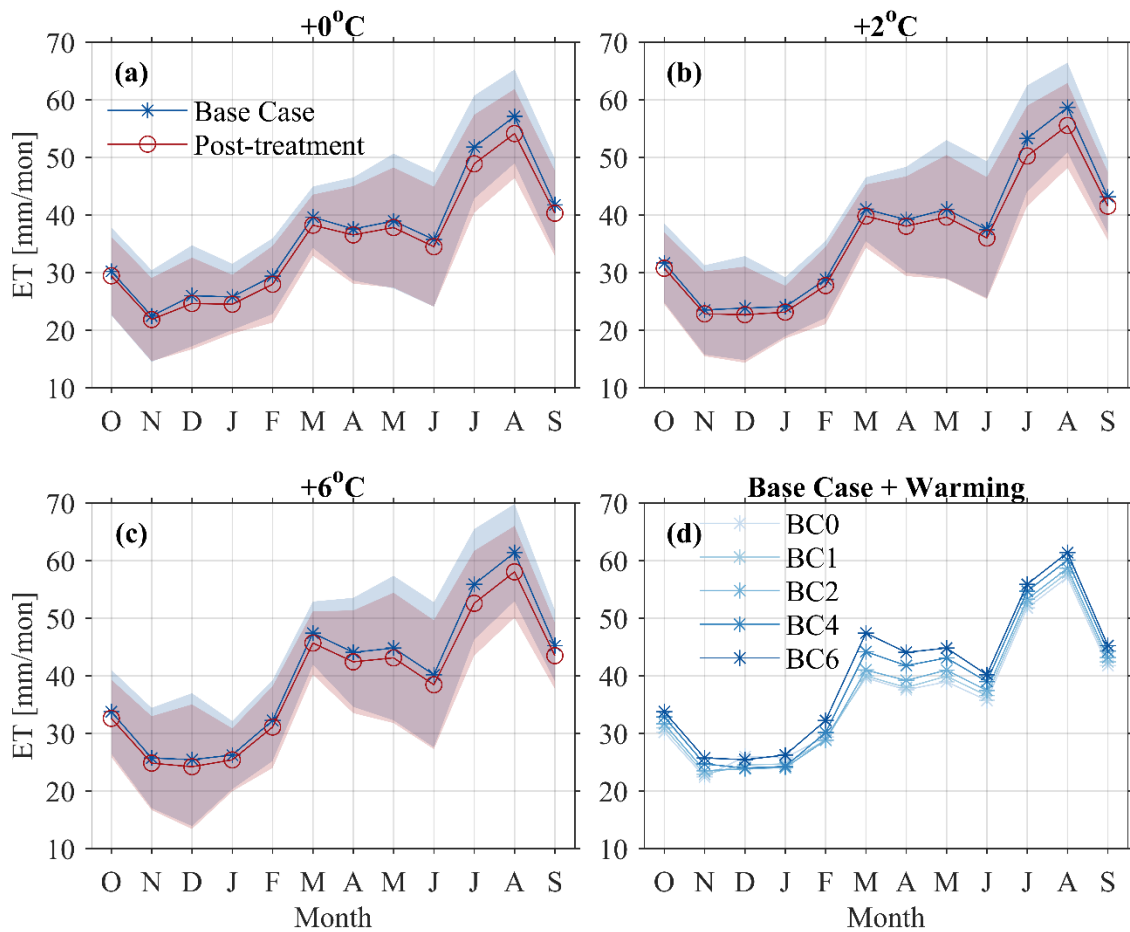 +0°C
(a)
Base Case
Post-treatment
ET [mm/mon]
70
60
50
40
30
20
10
O N D J F M A M J J A S
+2°C
(b)
70
60
50
40
30
20
10
O N D J F M A M J J A S
+6°C
(c)
ET [mm/mon]
70
60
50
40
30
20
10
O N D J F M A M J J A S
Month
Base Case + Warming
(d)
BC0
BC1
BC2
BC4
BC6
70
60
50
40
30
20
10
O N D J F M A M J J A S
Month